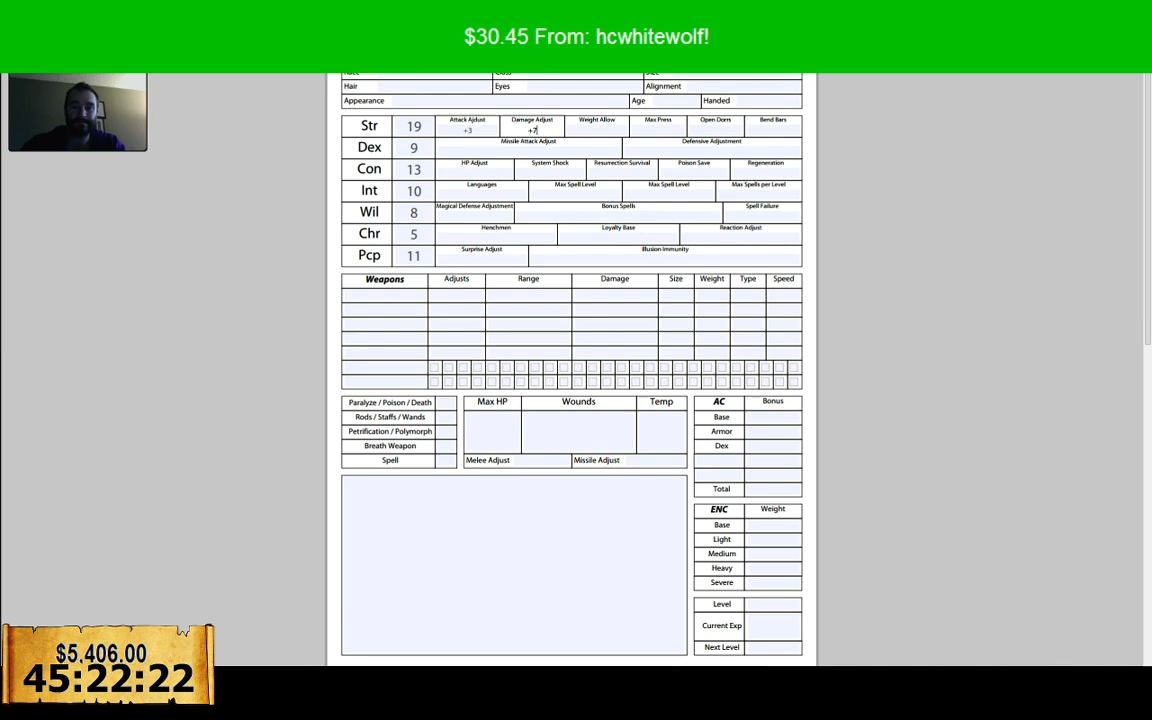 $30.45 From: hcwhitewolf!
Hair Eyes Alignment
Appearance Age Handed
Str 19 Attack Ajdust Damage Adjust Weight Allow Max Press Open Dorrs Bend Bars
+3 +7
Dex 9 Missile Attack Adjust Defensive Adjustment
Con 13 HP Adjust System Shock Resurrection Survival Poison Save Regeneration
Int 10 Languages Max Spell Level Max Spell Level Max Spells per Level
Wil 8 Magical Defense Adjustment Bonus Spells Spell Failure
Chr 5 Henchmen Loyalty Base Reaction Adjust
Pcp 11 Surprise Adjust Illusion Immunity
Weapons Adjusts Range Damage Size Weight Type Speed
Paralyze / Poison / Death Max HP Wounds Temp AC Bonus
Rods / Staffs / Wands Base
Petrification / Polymorph Armor
Breath Weapon Dex
Spell Melee Adjust Missile Adjust
Total
ENC Weight
Base
Light
Medium
Heavy
Severe
Level
Current Exp
Next Level
$5,406.00
45:22:22